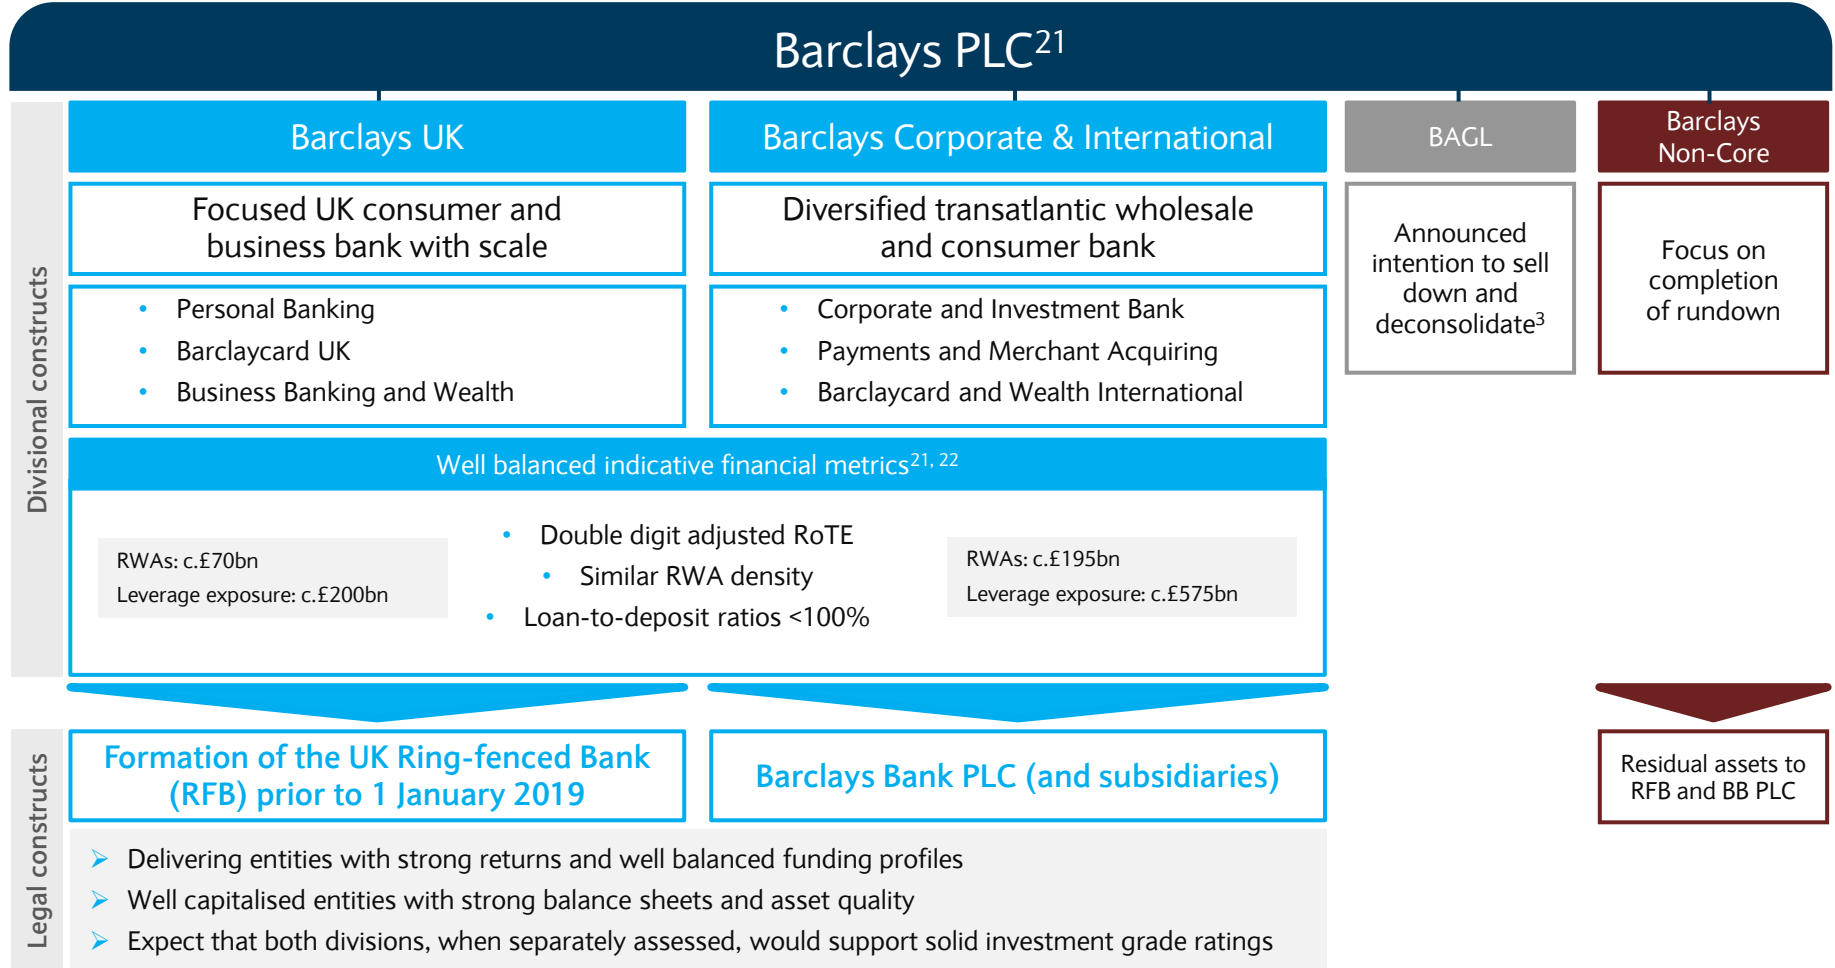 Barclays PLC21
Divisional constructs
Barclays UK
Focused UK consumer and
business bank with scale
• Personal Banking
• Barclaycard UK
• Business Banking and Wealth
Barclays Corporate & International
Diversified transatlantic wholesale
and consumer bank
• Corporate and Investment Bank
• Payments and Merchant Acquiring
• Barclaycard and Wealth International
BAGL
Announced
intention to sell
down and
deconsolidate3
Barclays
Non-Core
Focus on
completion
of rundown
Well balanced indicative financial metrics21, 22
RWAs: c.£70bn
Leverage exposure: c.£200bn
• Double digit adjusted RoTE
• Similar RWA density
• Loan-to-deposit ratios <100%
RWAs: c.£195bn
Leverage exposure: c.£575bn
Legal constructs
Formation of the UK Ring-fenced Bank
(RFB) prior to 1 January 2019
Barclays Bank PLC (and subsidiaries)
Residual assets to
RFB and BB PLC
➢ Delivering entities with strong returns and well balanced funding profiles
➢ Well capitalised entities with strong balance sheets and asset quality
➢ Expect that both divisions, when separately assessed, would support solid investment grade ratings